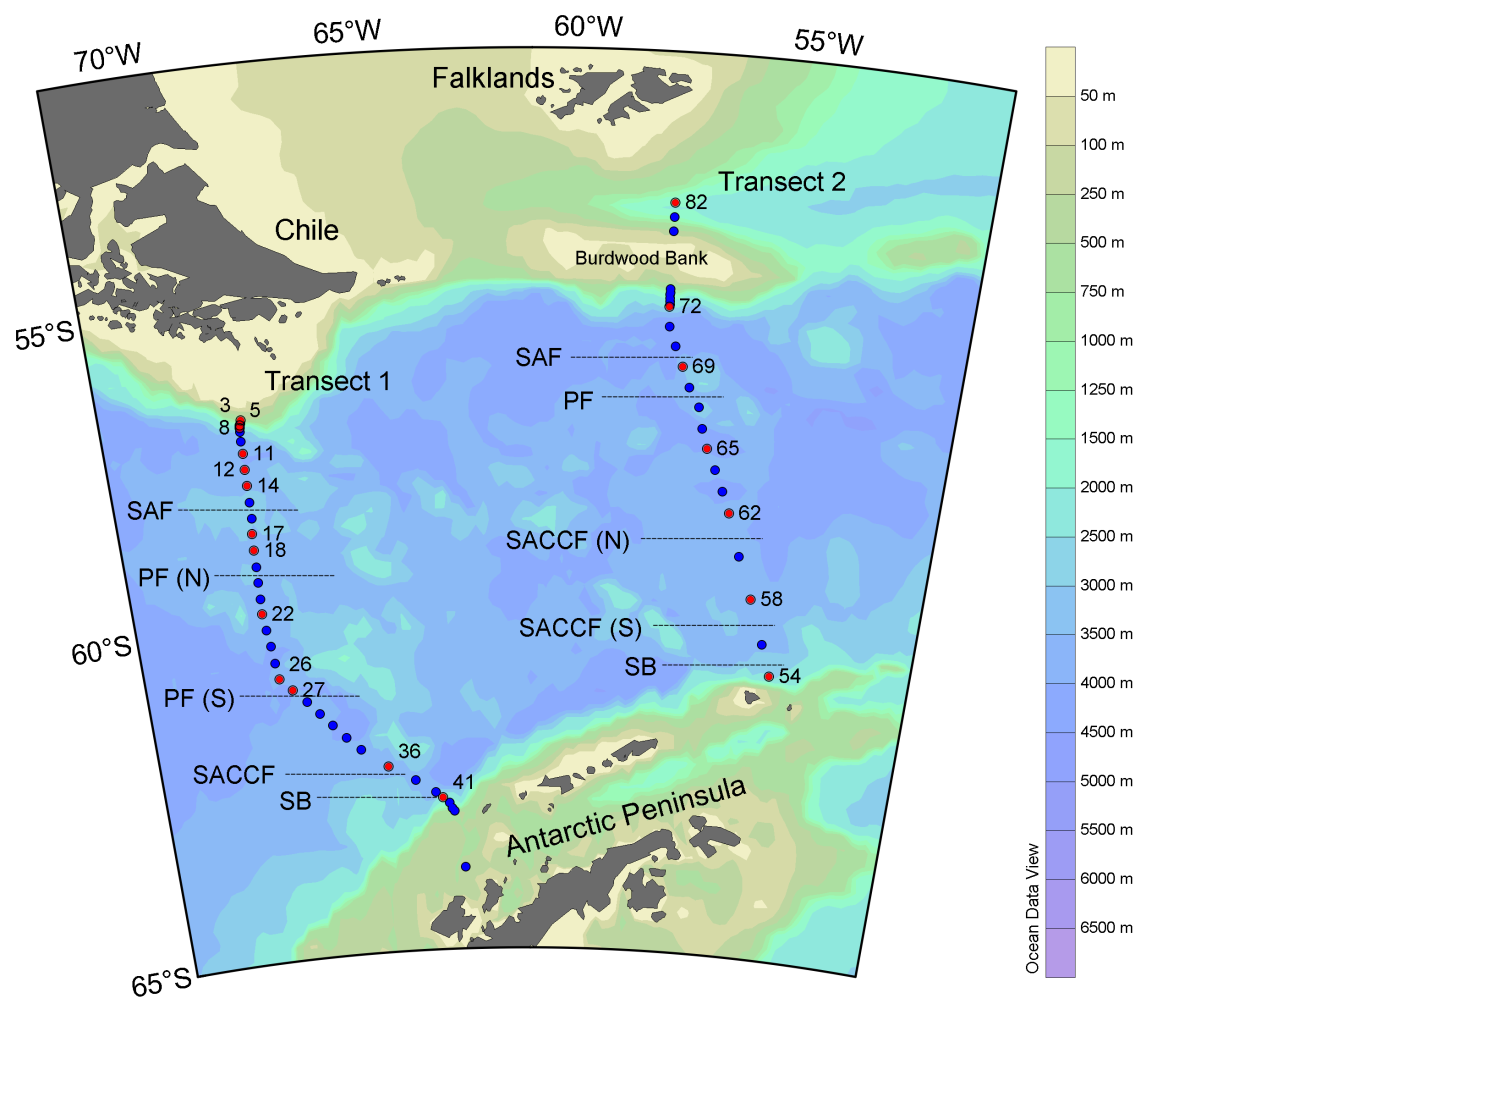 70°W
65°W
60°W
55°W
Falklands
Transect 2
82
Chile
Burdwood Bank
72
55°S
SAF
69
Transect 1
PF
3
5
8
65
11
12
14
SAF
62
17
SACCF (N)
18
PF (N)
58
22
SACCF (S)
60°S
26
SB
54
27
PF (S)
36
SACCF
41
SB
Antarctic Peninsula
65°S
50 m
100 m
250 m
500 m
750 m
1000 m
1250 m
1500 m
2000 m
2500 m
3000 m
3500 m
4000 m
4500 m
5000 m
5500 m
6000 m
6500 m
Ocean Data View